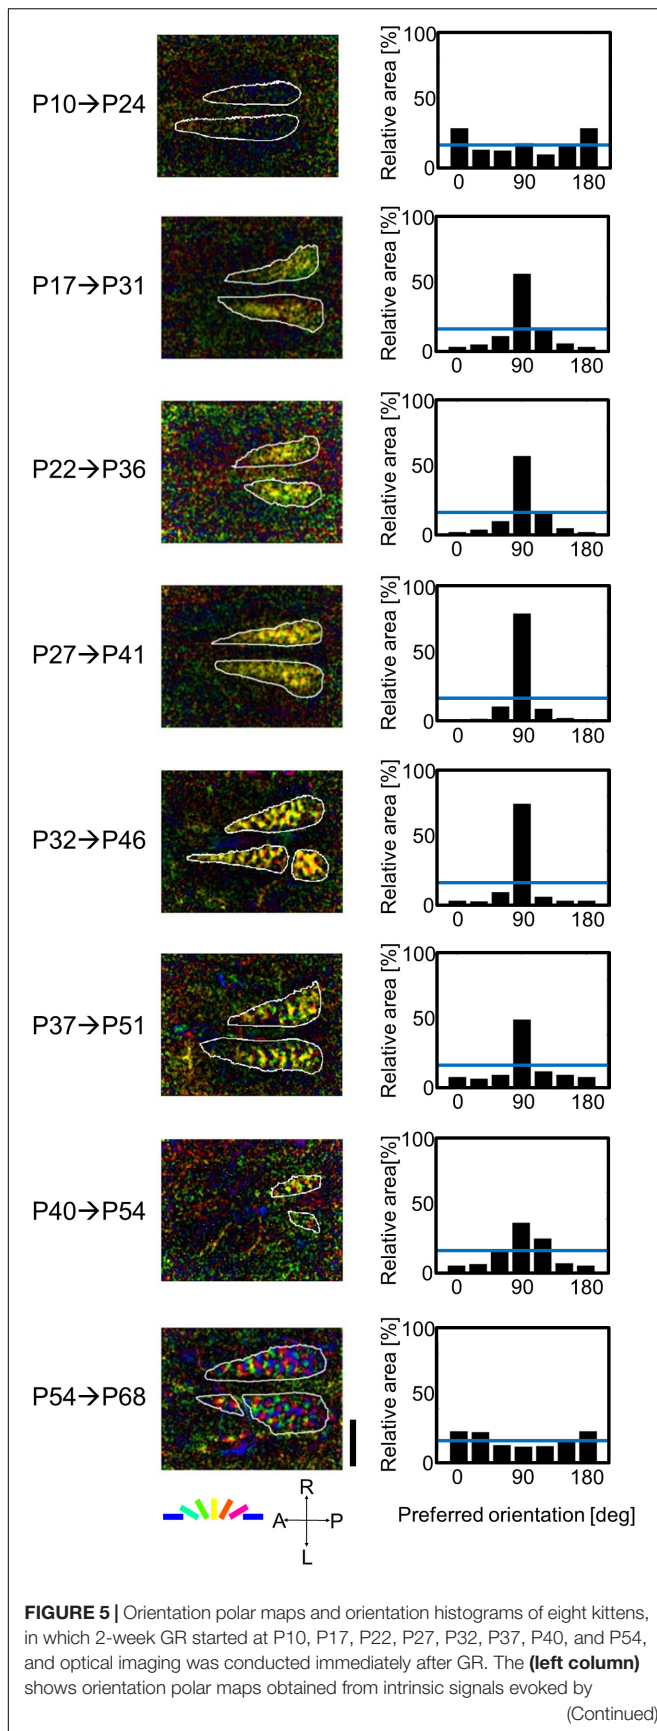 P10→P24
Relative area [%]
100
50
0
0 90 180
P17→P31
Relative area [%]
100
50
0
0 90 180
P22→P36
Relative area [%]
100
50
0
0 90 180
P27→P41
Relative area [%]
100
50
0
0 90 180
P32→P46
Relative area [%]
100
50
0
0 90 180
P37→P51
Relative area [%]
100
50
0
0 90 180
P40→P54
Relative area[%]
100
50
0
0 90 180
P54→P68
Relative area [%]
100
50
0
0 90 180
R
A P
L
Preferred orientation [deg]
FIGURE 5 | Orientation polar maps and orientation histograms of eight kittens,
in which 2-week GR started at P10, P17, P22, P27, P32, P37, P40, and P54,
and optical imaging was conducted immediately after GR. The (left column)
shows orientation polar maps obtained from intrinsic signals evoked by
(Continued)